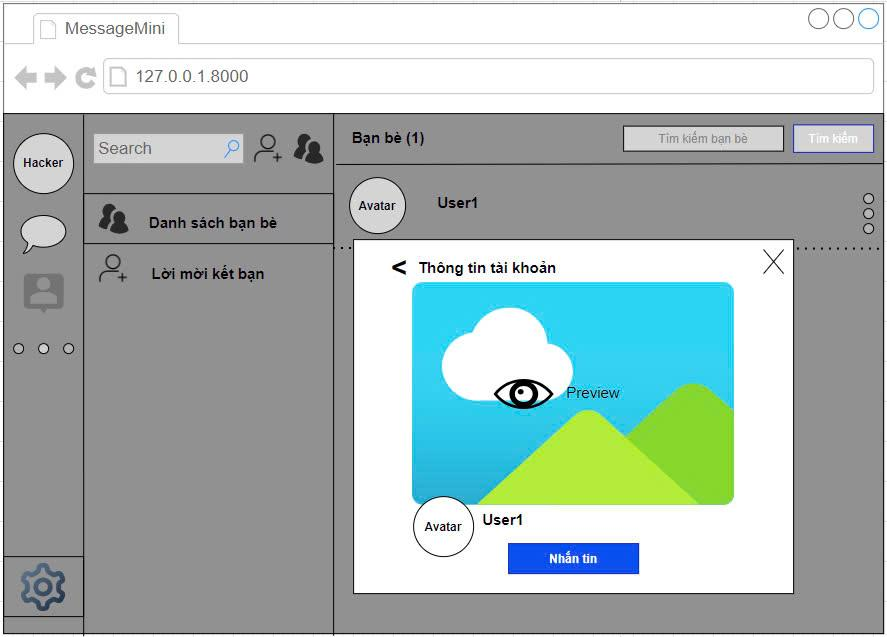 MessageMini
127.0.0.1.8000
Hacker
Search
Bạn bè (1)
Tìm kiếm bạn bè
Tìm kiếm
Danh sách bạn bè
Lời mời kết bạn
Avatar
User1
< Thông tin tài khoản
Preview
Avatar
User1
Nhắn tin